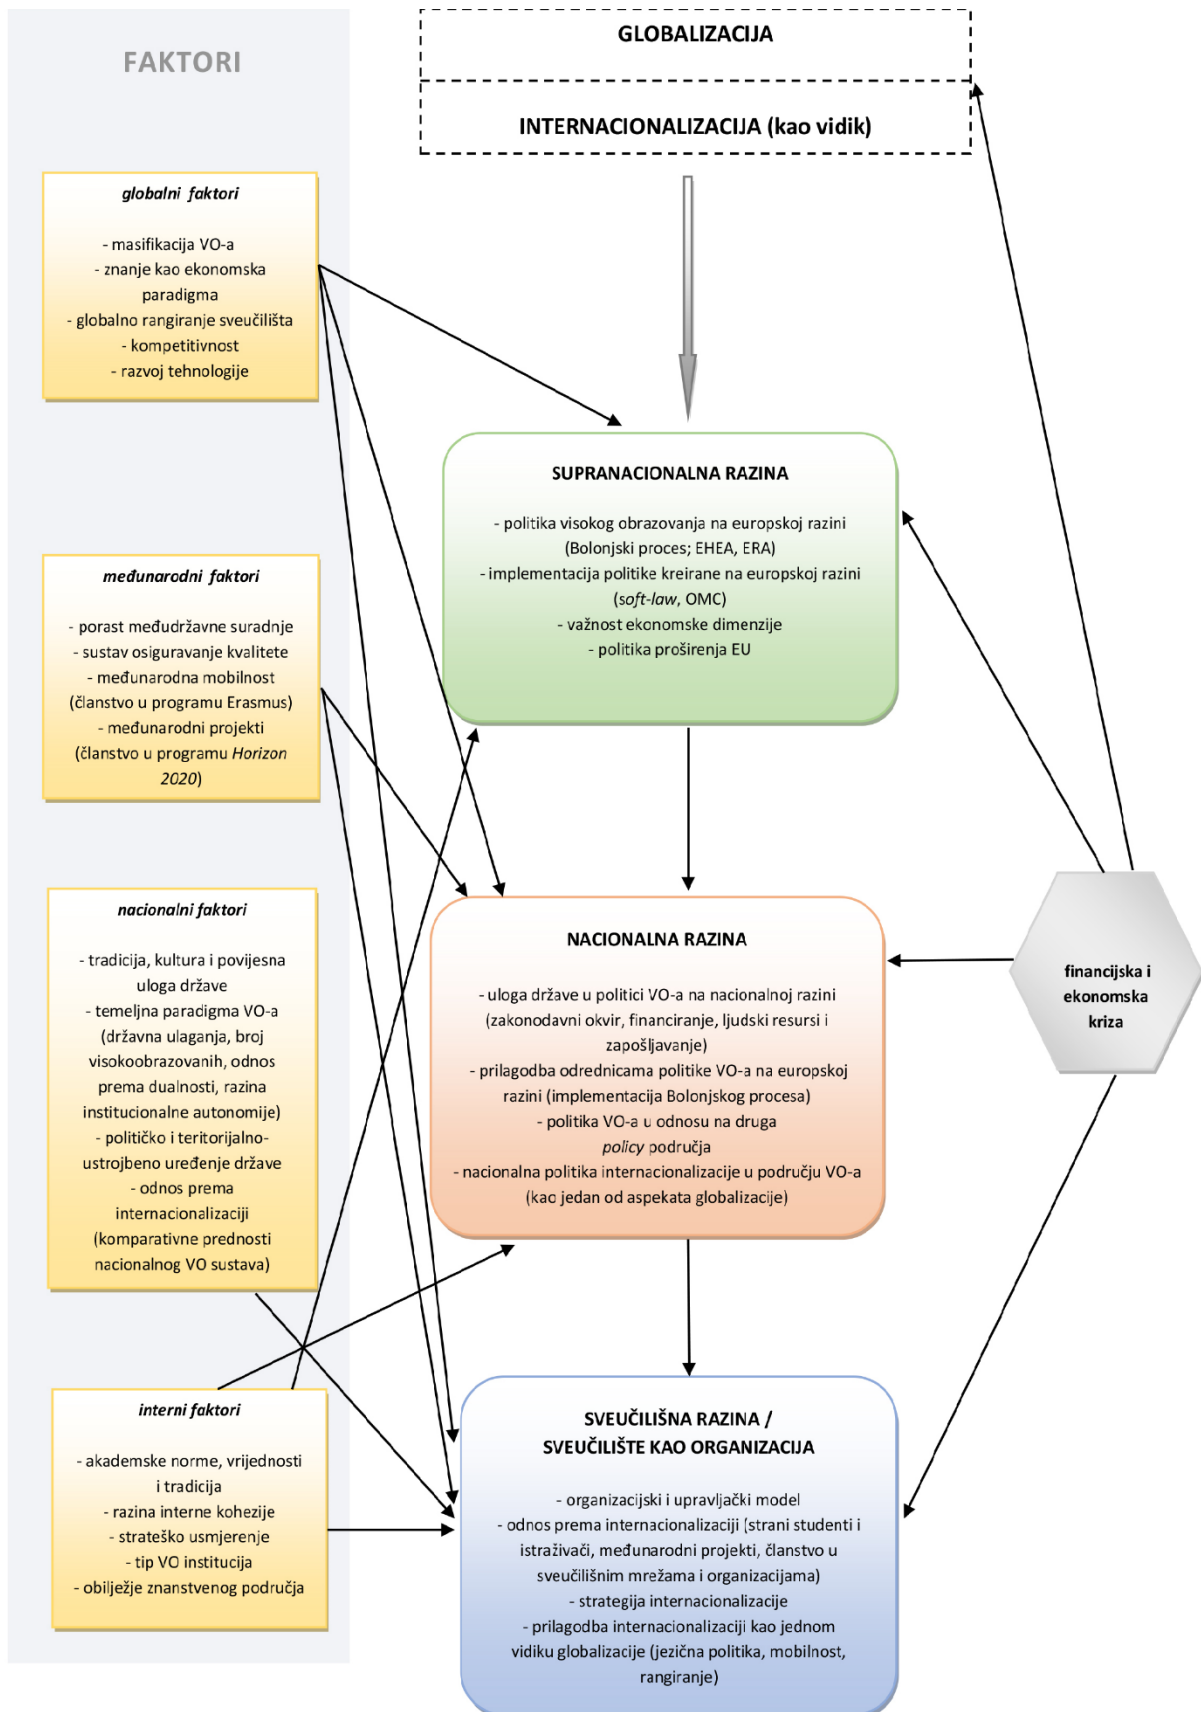 FAKTORI
GLOBALIZACIJA
INTERNACIONALIZACIJA (kao vidik)
globalni faktori
- masifikacija VO-a
- znanje kao ekonomska
paradigma
- globalno rangiranje sveučilišta
- kompetitivnost
- razvoj tehnologije
međunarodni faktori
- porast međudržavne suradnje
- sustav osiguravanje kvalitete
- međunarodna mobilnost
(članstvo u programu Erasmus)
- međunarodni projekti
(članstvo u programu Horizon
2020)
nacionalni faktori
- tradicija, kultura i povijesna
uloga države
- temeljna paradigma VO-a
(državna ulaganja, broj
visokoobrazovanih, odnos
prema dualnosti, razina
institucionalne autonomije)
- političko i teritorijalno-
ustrojbeno uređenje države
- odnos prema
internacionalizaciji
(komparativne prednosti
nacionalnog VO sustava)
interni faktori
- akademske norme, vrijednosti
i tradicija
- razina interne kohezije
- strateško usmjerenje
- tip VO institucija
- obilježje znanstvenog područja
SUPRANACIONALNA RAZINA
- politika visokog obrazovanja na europskoj razini
(Bolonjski proces; EHEA, ERA)
- implementacija politike kreirane na europskoj razini
(soft-law, OMC)
- važnost ekonomske dimenzije
- politika proširenja EU
NACIONALNA RAZINA
- uloga države u politici VO-a na nacionalnoj razini
(zakonodavni okvir, financiranje, ljudski resursi i
zapošljavanje)
- prilagodba odrednicama politike VO-a na europskoj
razini (implementacija Bolonjskog procesa)
- politika VO-a u odnosu na druga
policy područja
- nacionalna politika internacionalizacije u području VO-a
(kao jedan od aspekata globalizacije)
SVEUČILIŠNA RAZINA /
SVEUČILIŠTE KAO ORGANIZACIJA
- organizacijski i upravljački model
- odnos prema internacionalizaciji (strani studenti i
istraživači, međunarodni projekti, članstvo u
sveučilišnim mrežama i organizacijama)
- strategija internacionalizacije
- prilagodba internacionalizaciji kao jednom
vidiku globalizacije (jezična politika, mobilnost,
rangiranje)
financijska i
ekonomska
kriza